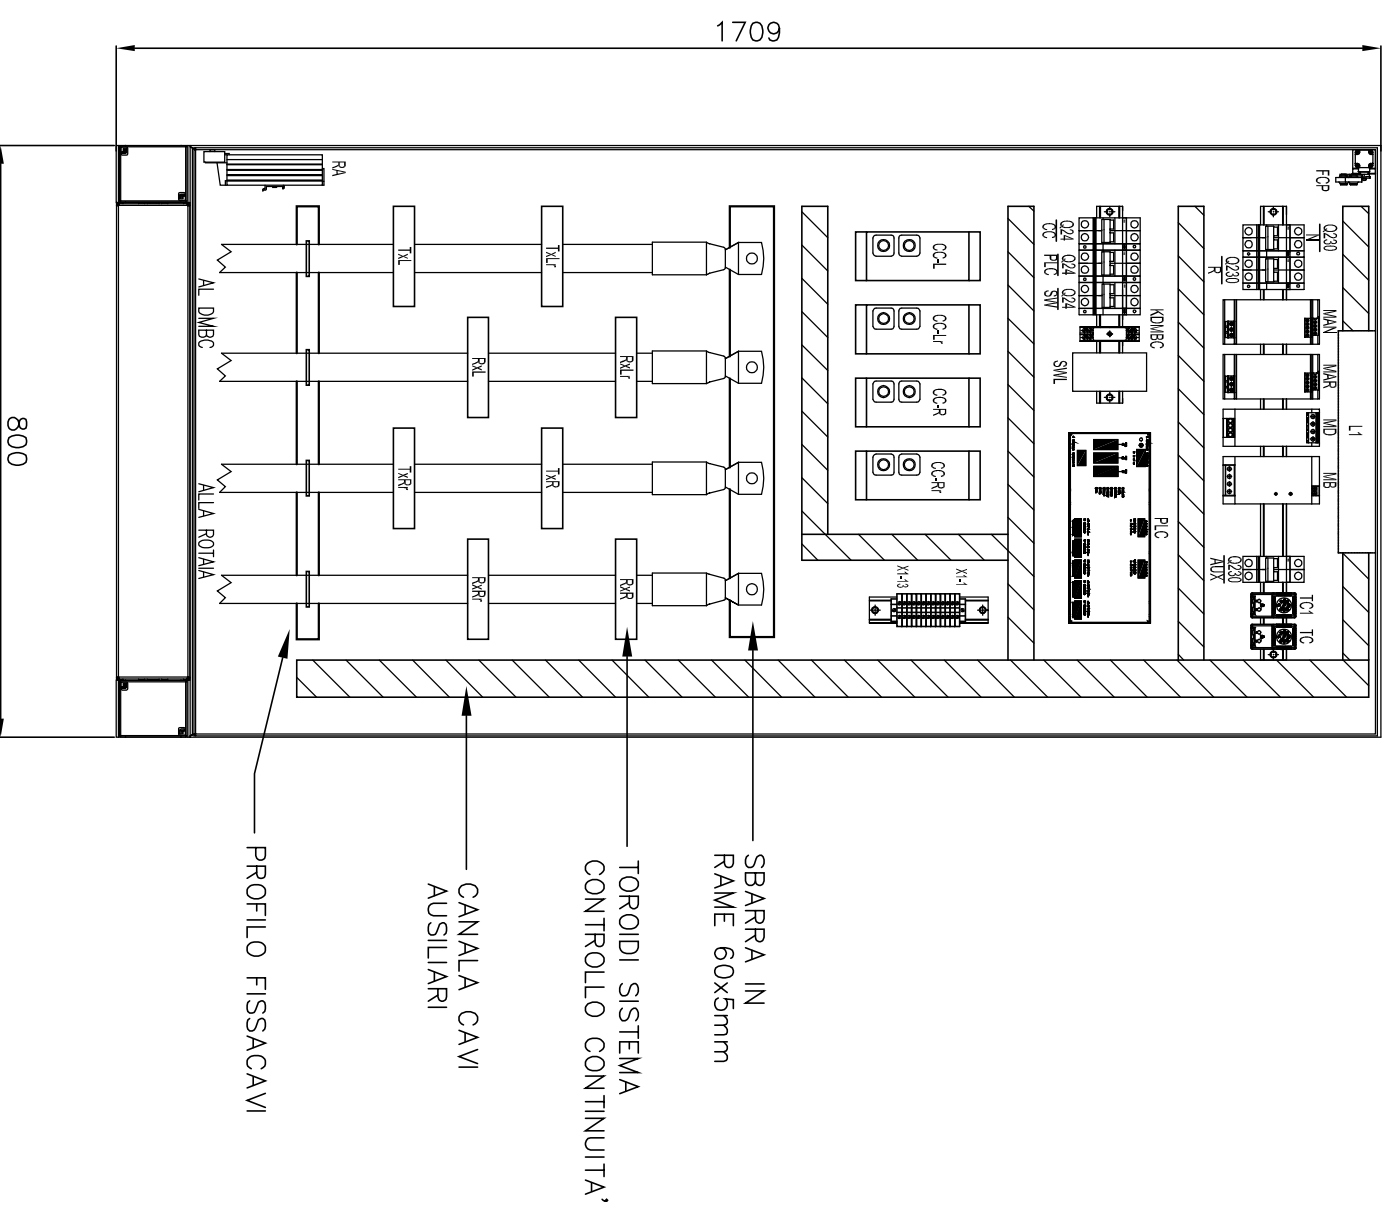 1709
800
L1
FCP
Q230
N
Q230
R
MAN
MAR
MD
MB
Q230
AUX
TC1
TC
Q24
CC
Q24
PLC
Q24
SW
KDMBC
SWL
PLC
CC-L
CC-Lr
CC-R
CC-Rr
X1-1
X1-13
TxLr
RxLr
TxR
RxR
TxL
RxL
TxRr
RxRr
RA
AL DMBC
ALLA ROTAIA
SBARRA IN
RAME 60x5mm
TOROIDI SISTEMA
CONTROLLO CONTINUITA'
CANALA CAVI
AUSILIARI
PROFILO FISSACAVI